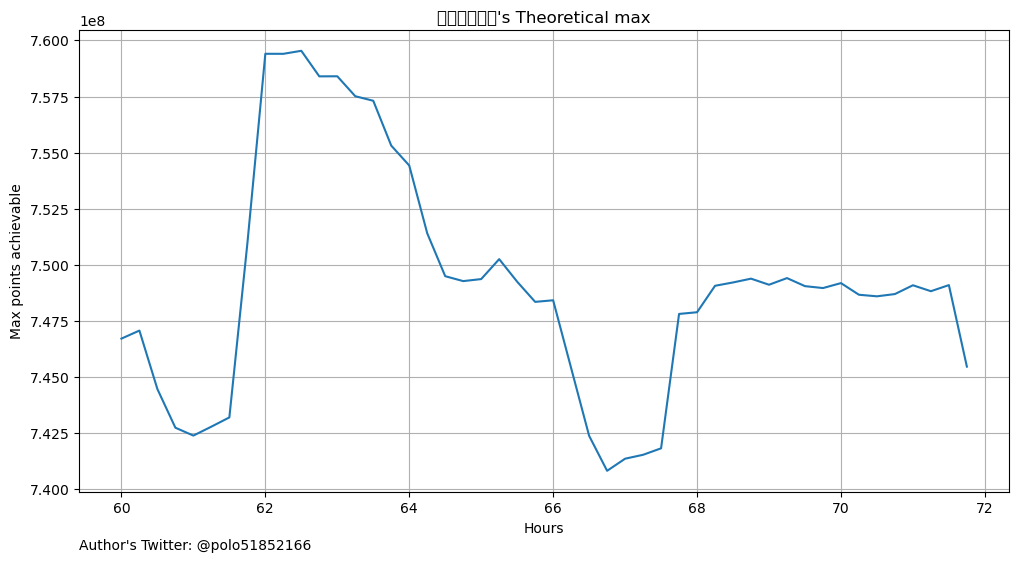 's Theoretical max
1e8
7.600
7.575
7.550
7.525
7.500
7.475
7.450
7.425
7.400
Max points achievable
60 62 64 66 68 70 72
Hours
Author's Twitter: @polo51852166